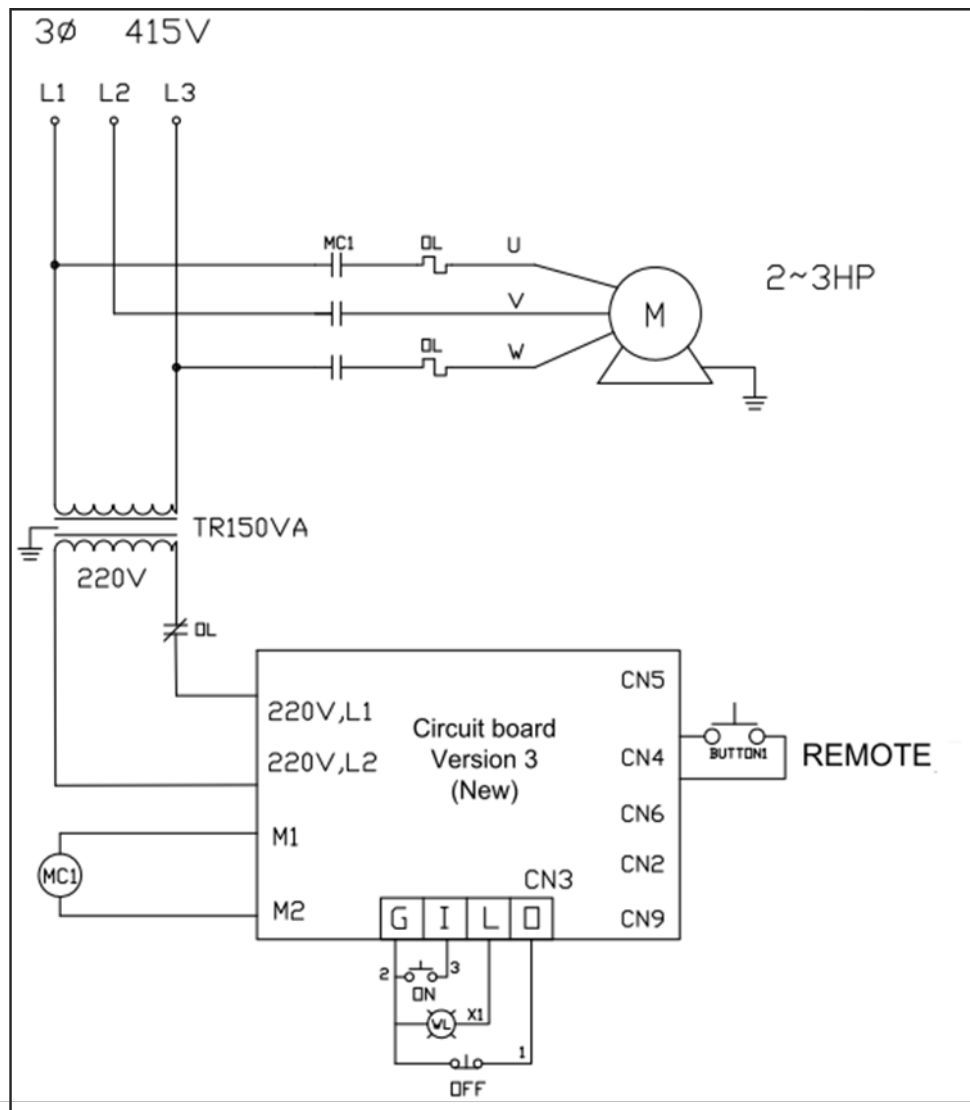 3Ø 415V
L1 L2 L3
MC1 OL U
V
OL W
M
2~3HP
TR150VA
220V
OL
220V,L1
220V,L2
M1
M2
MC1
Circuit board
Version 3
(New)
CN5
CN4
CN6
CN2
CN9
CN3
BUTTON1
REMOTE
G I L O
2 3
ON
WL X1
1
OFF